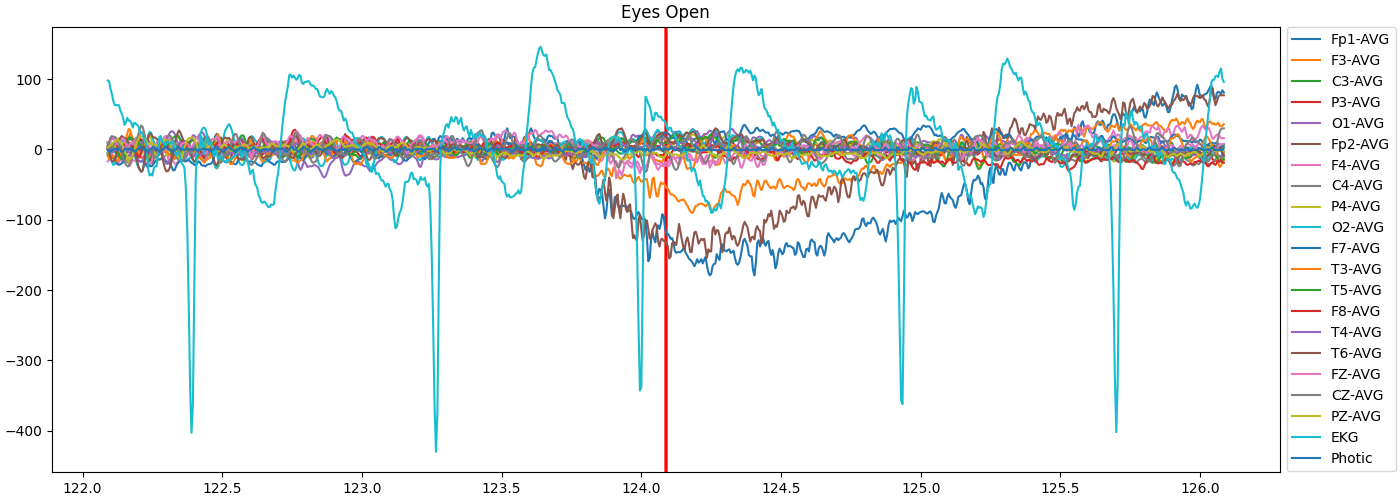 Eyes Open
100
0
−100
−200
−300
−400
122.0 122.5 123.0 123.5 124.0 124.5 125.0 125.5 126.0
Fp1-AVG
F3-AVG
C3-AVG
P3-AVG
O1-AVG
Fp2-AVG
F4-AVG
C4-AVG
P4-AVG
O2-AVG
F7-AVG
T3-AVG
T5-AVG
F8-AVG
T4-AVG
T6-AVG
FZ-AVG
CZ-AVG
PZ-AVG
EKG
Photic